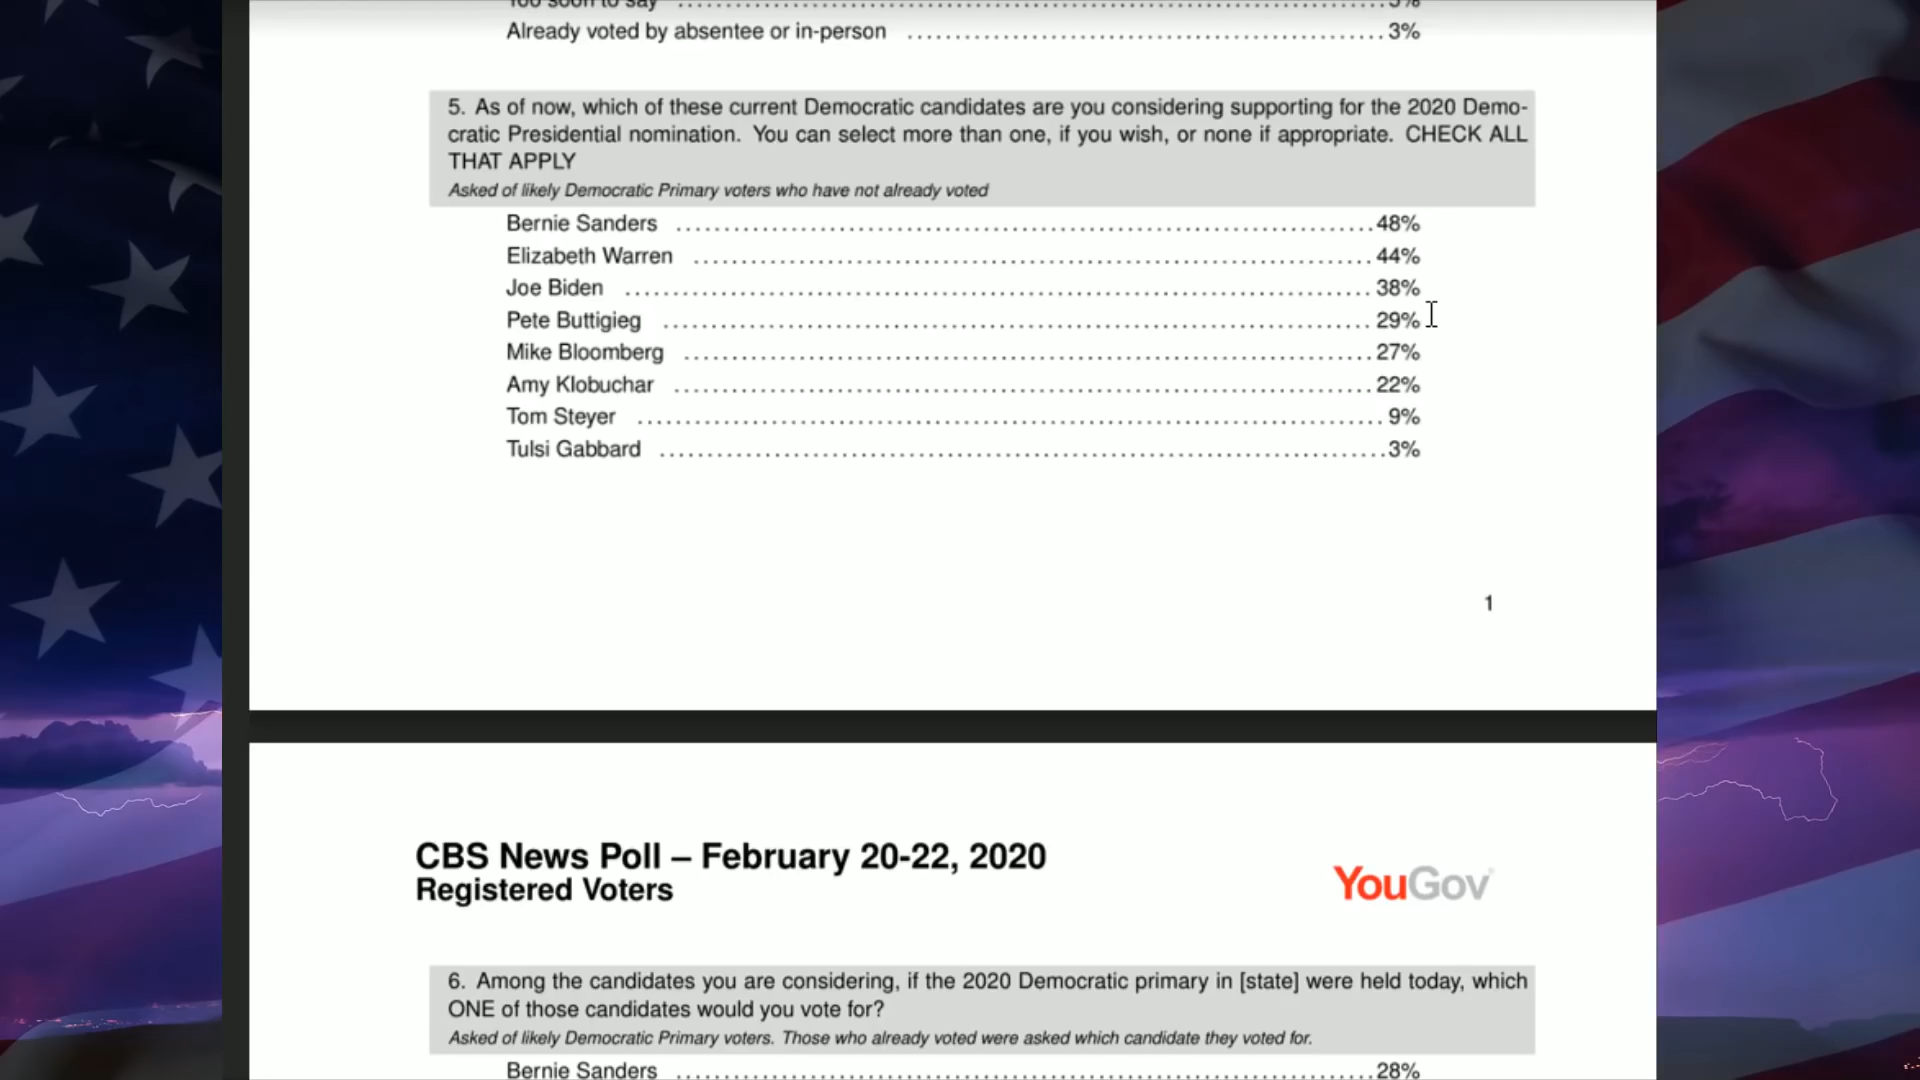 Too soon to say ........ 5%
Already voted by absentee or in-person ........ 3%
5. As of now, which of these current Democratic candidates are you considering supporting for the 2020 Demo-
cratic Presidential nomination. You can select more than one, if you wish, or none if appropriate. CHECK ALL
THAT APPLY
Asked of likely Democratic Primary voters who have not already voted
Bernie Sanders ........ 48%
Elizabeth Warren ........ 44%
Joe Biden ........ 38%
Pete Buttigieg ........ 29%
Mike Bloomberg ........ 27%
Amy Klobuchar ........ 22%
Tom Steyer ........ 9%
Tulsi Gabbard ........ 3%
1
CBS News Poll – February 20-22, 2020
Registered Voters
YouGov
6. Among the candidates you are considering, if the 2020 Democratic primary in [state] were held today, which
ONE of those candidates would you vote for?
Asked of likely Democratic Primary voters. Those who already voted were asked which candidate they voted for.
Bernie Sanders ........ 28%